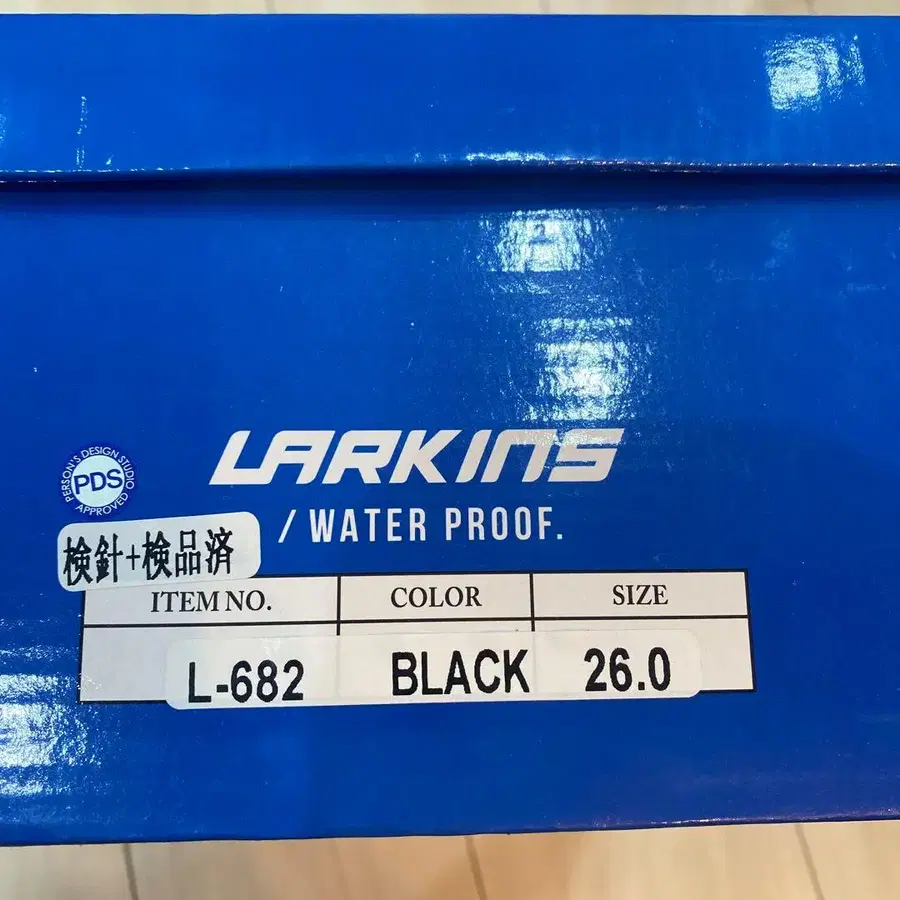 LARKINS
/ WATER PROOF.
PERSON'S DESIGN STUDIO
PDS
APPROVED
検針+検品済
ITEM NO. COLOR SIZE
L-682 BLACK 26.0